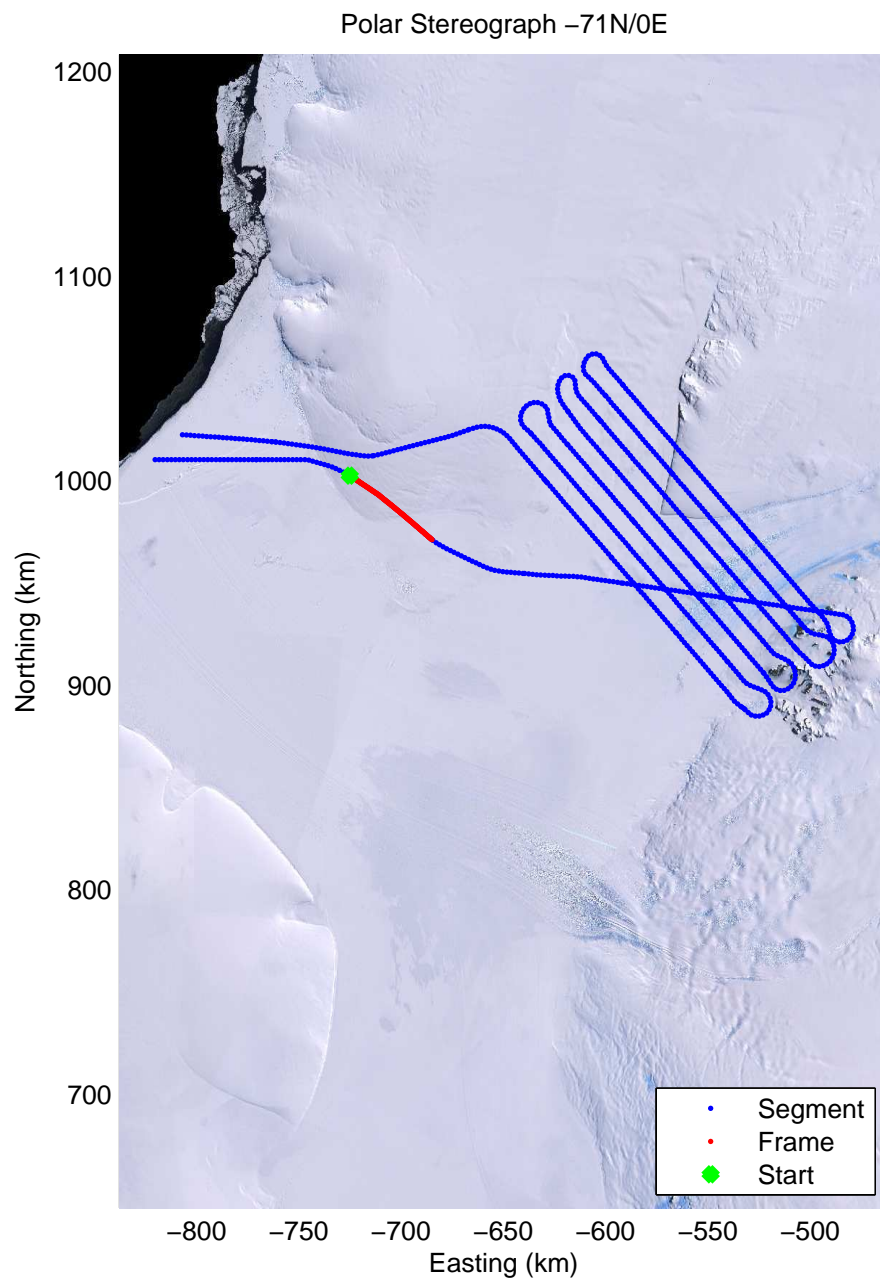 Polar Stereograph −71N/0E
1200
1100
1000
900
800
700
Northing (km)
−800 −750 −700 −650 −600 −550 −500
Easting (km)
Segment
Frame
Start